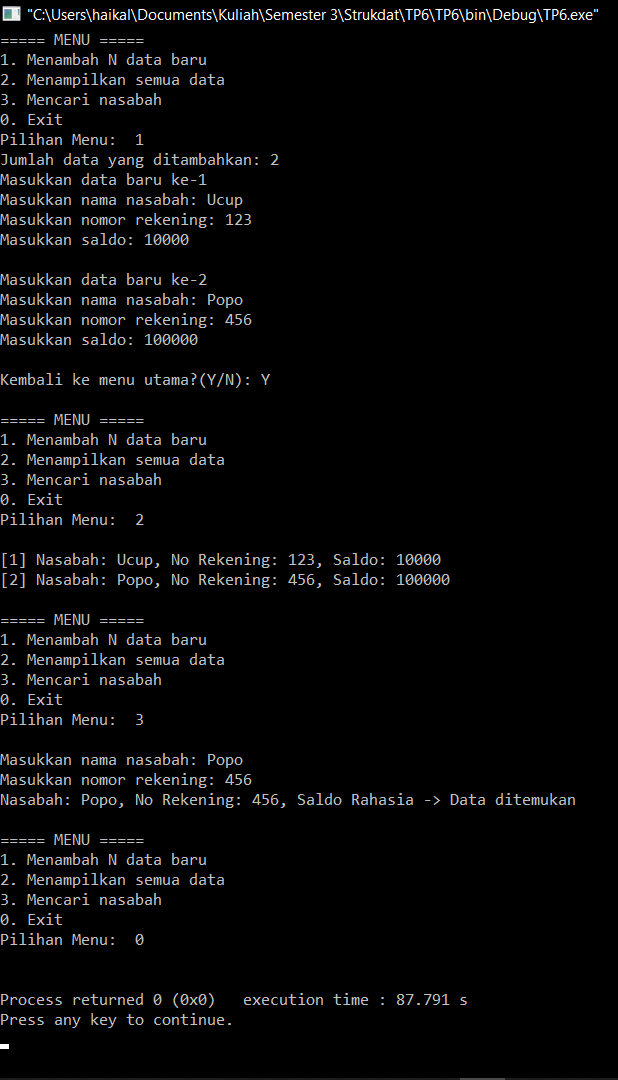 "C:\Users\haikal\Documents\Kuliah\Semester 3\Strukdat\TP6\TP6\bin\Debug\TP6.exe"
===== MENU =====
1. Menambah N data baru
2. Menampilkan semua data
3. Mencari nasabah
0. Exit
Pilihan Menu:  1
Jumlah data yang ditambahkan: 2
Masukkan data baru ke-1
Masukkan nama nasabah: Ucup
Masukkan nomor rekening: 123
Masukkan saldo: 10000

Masukkan data baru ke-2
Masukkan nama nasabah: Popo
Masukkan nomor rekening: 456
Masukkan saldo: 100000

Kembali ke menu utama?(Y/N): Y

===== MENU =====
1. Menambah N data baru
2. Menampilkan semua data
3. Mencari nasabah
0. Exit
Pilihan Menu:  2

[1] Nasabah: Ucup, No Rekening: 123, Saldo: 10000
[2] Nasabah: Popo, No Rekening: 456, Saldo: 100000

===== MENU =====
1. Menambah N data baru
2. Menampilkan semua data
3. Mencari nasabah
0. Exit
Pilihan Menu:  3

Masukkan nama nasabah: Popo
Masukkan nomor rekening: 456
Nasabah: Popo, No Rekening: 456, Saldo Rahasia -> Data ditemukan

===== MENU =====
1. Menambah N data baru
2. Menampilkan semua data
3. Mencari nasabah
0. Exit
Pilihan Menu:  0

Process returned 0 (0x0)   execution time : 87.791 s
Press any key to continue.